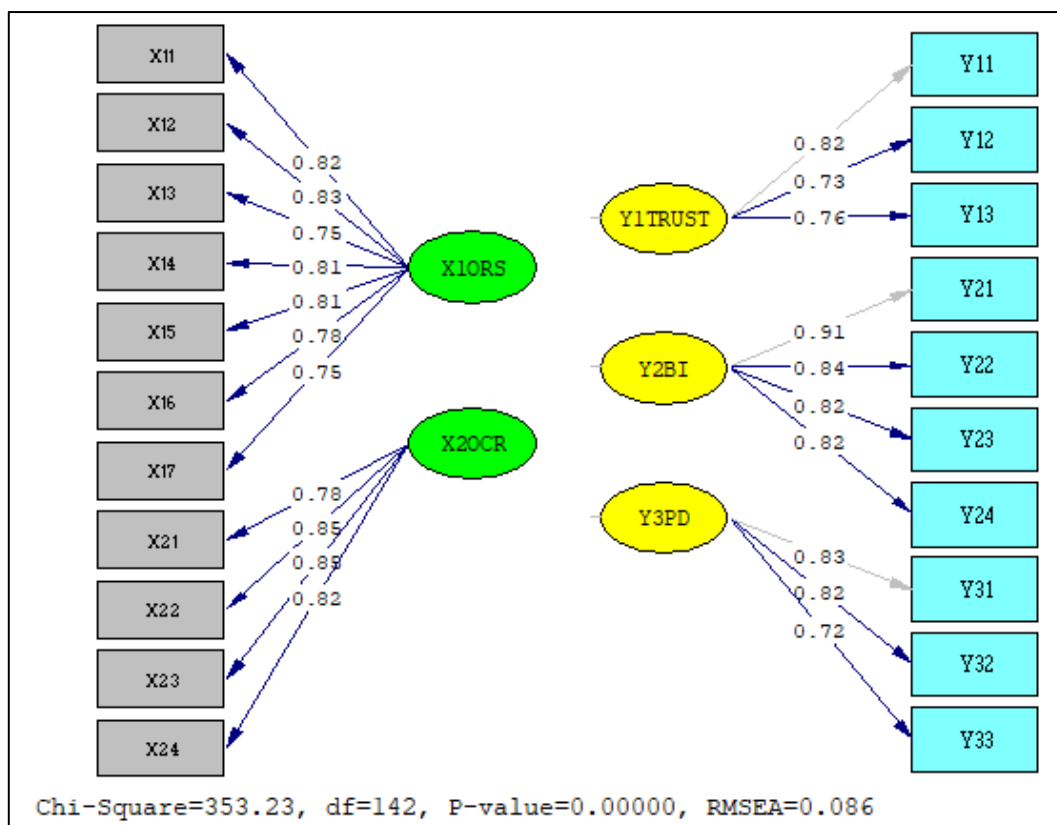 X11
X12
X13
X14
X15
X16
X17
X21
X22
X23
X24
0.82
0.83
0.75
0.81
0.81
0.78
0.75
0.78
0.85
0.85
0.82
X1ORS
X2OCR
Y1TRUST
Y2BI
Y3PD
0.82
0.73
0.76
0.91
0.84
0.82
0.82
0.83
0.82
0.72
Y11
Y12
Y13
Y21
Y22
Y23
Y24
Y31
Y32
Y33
Chi-Square=353.23, df=142, P-value=0.00000, RMSEA=0.086